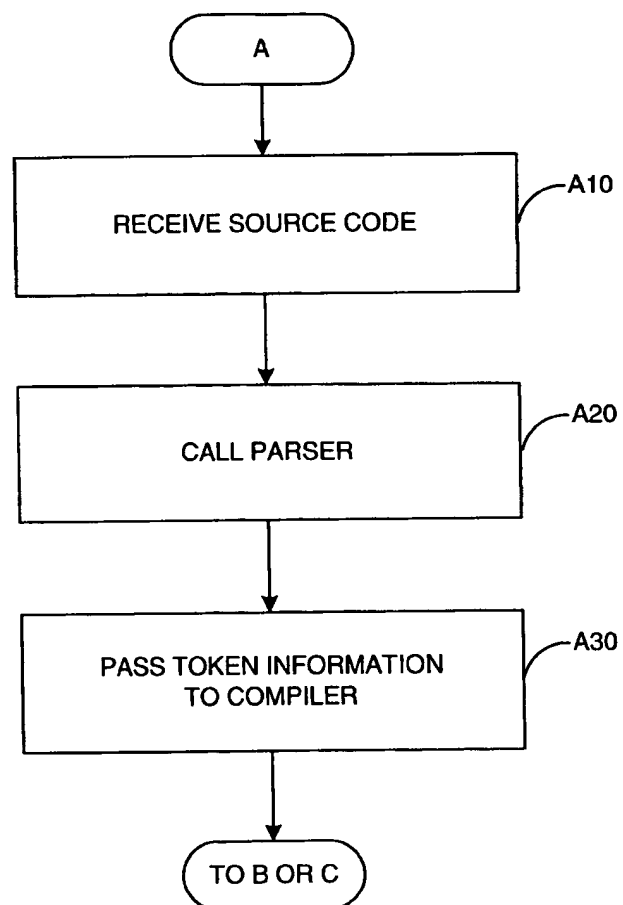 A
RECEIVE SOURCE CODE
A10
CALL PARSER
A20
PASS TOKEN INFORMATION
TO COMPILER
A30
TO B OR C